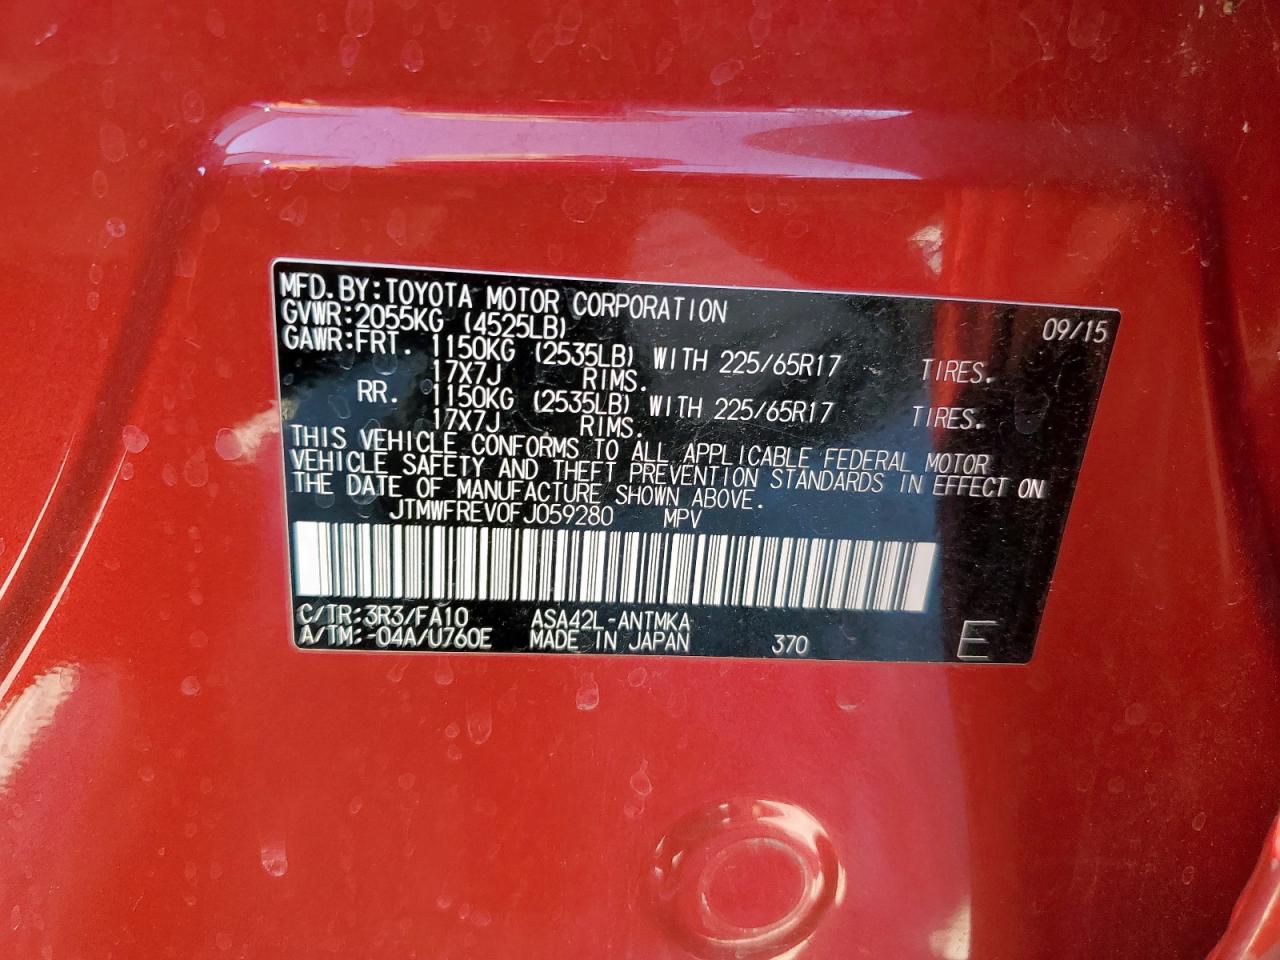 MFD.BY:TOYOTA MOTOR CORPORATION 09/15
GVWR:2055KG (4525LB)
GAWR:FRT. 1150KG (2535LB) WITH 225/65R17 TIRES.
17X7J RIMS.
RR. 1150KG (2535LB) WITH 225/65R17 TIRES.
17X7J RIMS.
THIS VEHICLE CONFORMS TO ALL APPLICABLE FEDERAL MOTOR
VEHICLE SAFETY AND THEFT PREVENTION STANDARDS IN EFFECT ON
THE DATE OF MANUFACTURE SHOWN ABOVE.
JTMWFREV0FJ059280 MPV
C/TR:3R3/FA10 ASA42L-ANTMKA
A/TM:-04A/U760E MADE IN JAPAN 370 E